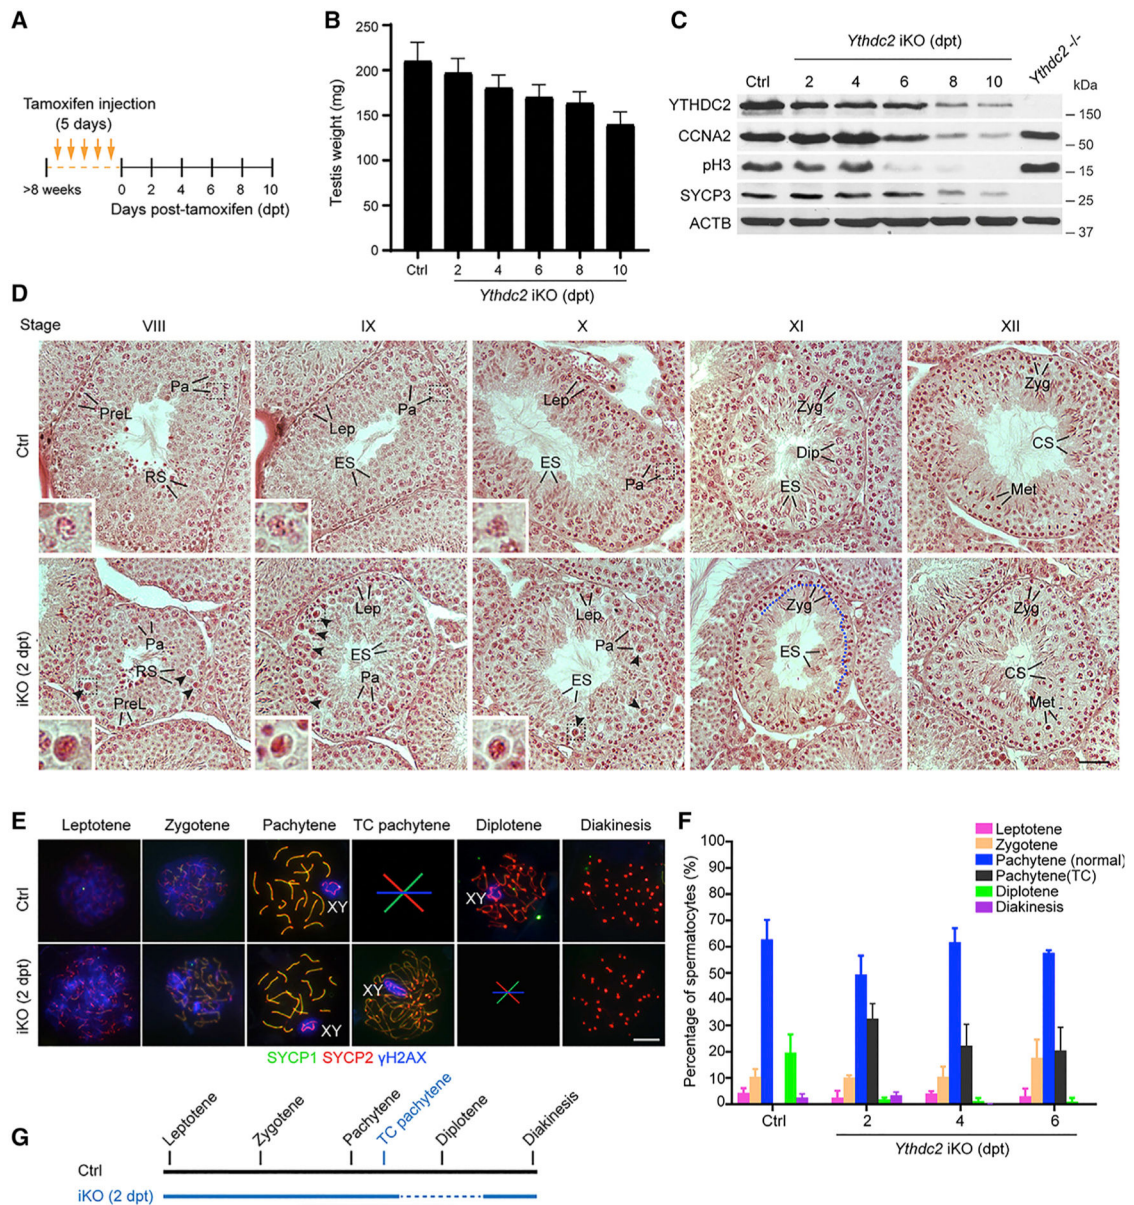 A
Tamoxifen injection
(5 days)
>8 weeks
0 2 4 6 8 10
Days post-tamoxifen (dpt)
B
Testis weight (mg)
250
200
150
100
50
0
Ctrl 2 4 6 8 10
Ythdc2 iKO (dpt)
C
Ythdc2 iKO (dpt)
Ythdc2 -/-
Ctrl 2 4 6 8 10
kDa
YTHDC2
150
CCNA2
50
pH3
15
SYCP3
25
ACTB
37
D
Stage VIII IX X XI XII
Ctrl
Pa
PreL
RS
Pa
Lep
ES
Lep
ES
Pa
Zyg
Dip
ES
Zyg
CS
Met
iKO (2 dpt)
Pa
RS
PreL
Lep
ES
Pa
Lep
Pa
ES
Zyg
ES
Zyg
CS
Met
E
Leptotene Zygotene Pachytene TC pachytene Diplotene Diakinesis
Ctrl
XY
XY
iKO (2 dpt)
XY
XY
SYCP1 SYCP2 γH2AX
F
Percentage of spermatocytes (%)
100
90
80
70
60
50
40
30
20
10
0
Leptotene
Zygotene
Pachytene (normal)
Pachytene(TC)
Diplotene
Diakinesis
Ctrl 2 4 6
Ythdc2 iKO (dpt)
G
Leptotene Zygotene Pachytene TC pachytene Diplotene Diakinesis
Ctrl
iKO (2 dpt)